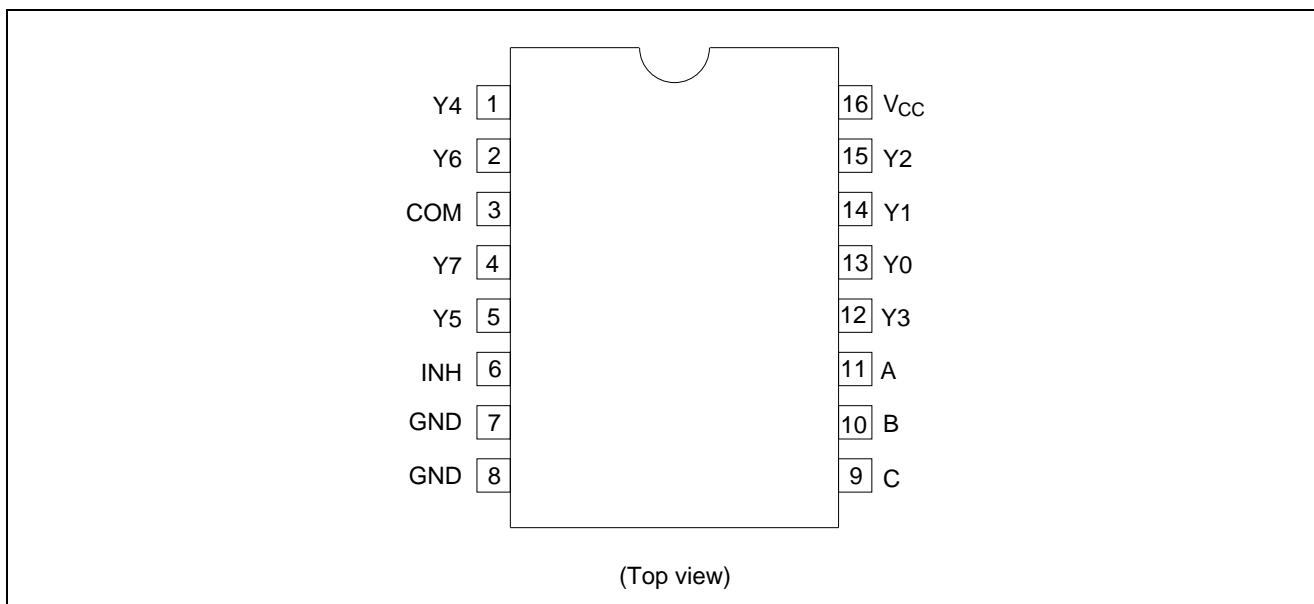 Y4 1 16 VCC
Y6 2 15 Y2
COM 3 14 Y1
Y7 4 13 Y0
Y5 5 12 Y3
INH 6 11 A
GND 7 10 B
GND 8 9 C
(Top view)